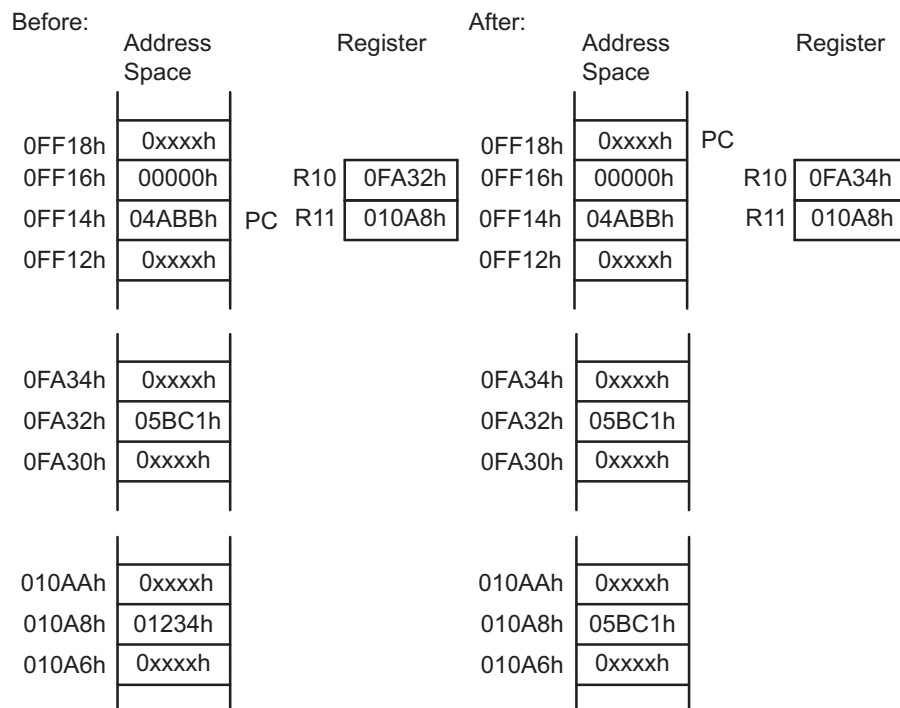 Before:
Address Space
Register
0FF18h 0xxxxh
0FF16h 00000h R10 0FA32h
0FF14h 04ABBh PC R11 010A8h
0FF12h 0xxxxh
0FA34h 0xxxxh
0FA32h 05BC1h
0FA30h 0xxxxh
010AAh 0xxxxh
010A8h 01234h
010A6h 0xxxxh
After:
Address Space
Register
0FF18h 0xxxxh PC
0FF16h 00000h R10 0FA34h
0FF14h 04ABBh R11 010A8h
0FF12h 0xxxxh
0FA34h 0xxxxh
0FA32h 05BC1h
0FA30h 0xxxxh
010AAh 0xxxxh
010A8h 05BC1h
010A6h 0xxxxh